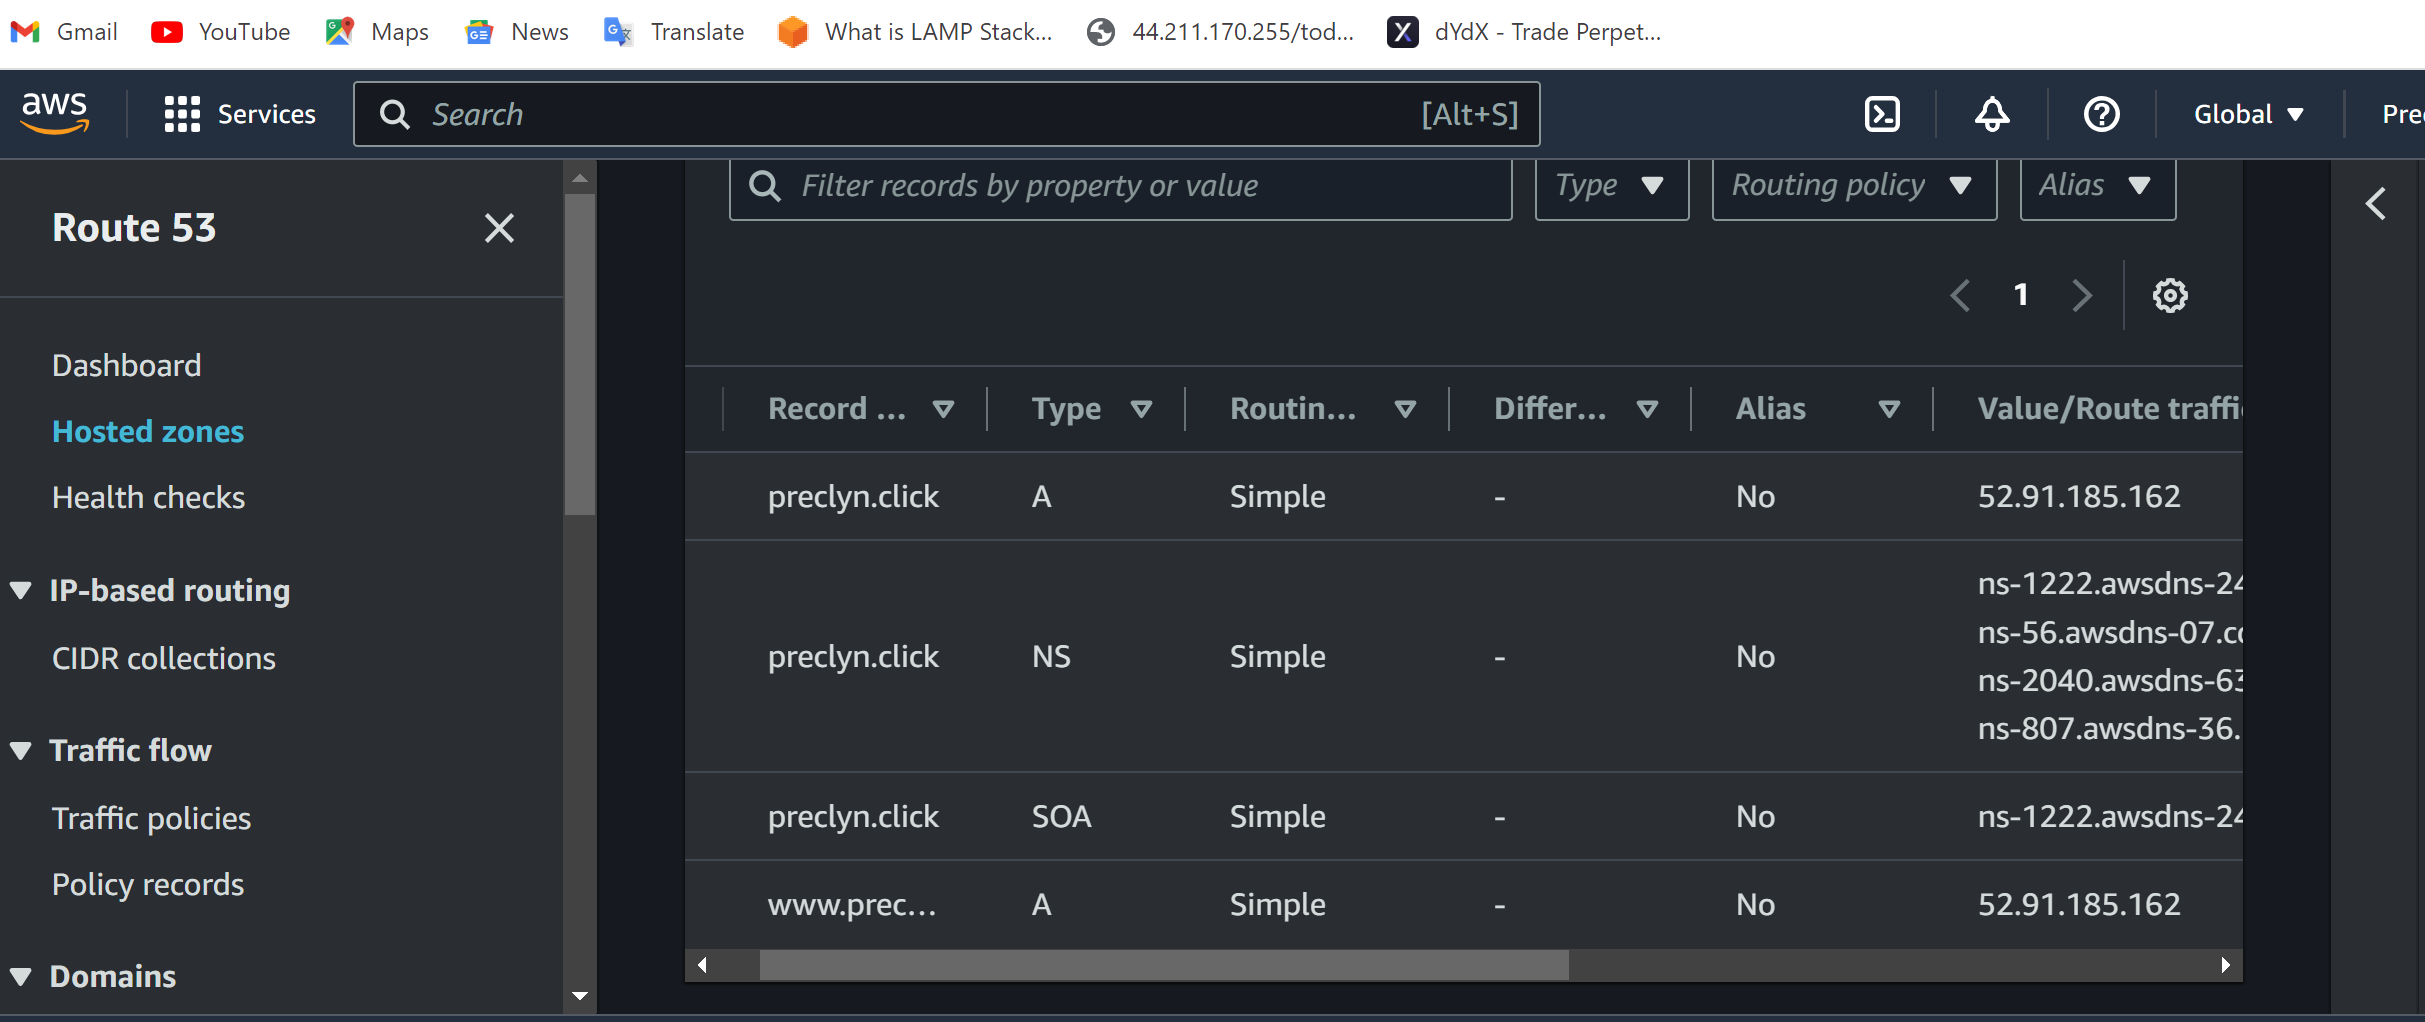 Gmail YouTube Maps News Translate What is LAMP Stack... 44.211.170.255/tod... dYdX - Trade Perpet...
aws Services Search [Alt+S] Global
Route 53
Dashboard
Hosted zones
Health checks
IP-based routing
CIDR collections
Traffic flow
Traffic policies
Policy records
Domains
Filter records by property or value Type Routing policy Alias
1
Record ... Type Routin... Differ... Alias Value/Route
preclyn.click A Simple - No 52.91.185.162
preclyn.click NS Simple - No ns-1222.awsdns-24
ns-56.awsdns-07.co
ns-2040.awsdns-63
ns-807.awsdns-36.
preclyn.click SOA Simple - No ns-1222.awsdns-24
www.prec... A Simple - No 52.91.185.162